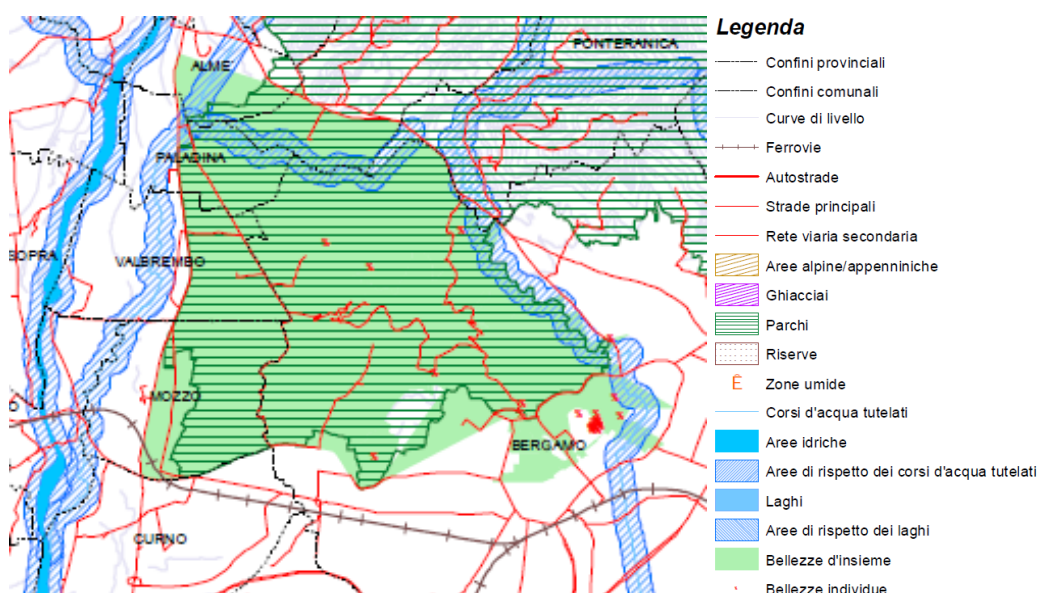 Legenda
PONTERANICA
ALME
PALADINA
SOPRA
VALBREMBO
MOZZO
O
BERGAMO
CURNO
L
Confini provinciali
Confini comunali
Curve di livello
Ferrovie
Autostrade
Strade principali
Rete viaria secondaria
Aree alpine/appenniniche
Ghiacciai
Parchi
Riserve
Ê Zone umide
Corsi d'acqua tutelati
Aree idriche
Aree di rispetto dei corsi d'acqua tutelati
Laghi
Aree di rispetto dei laghi
Bellezze d'insieme
Bellezze individue